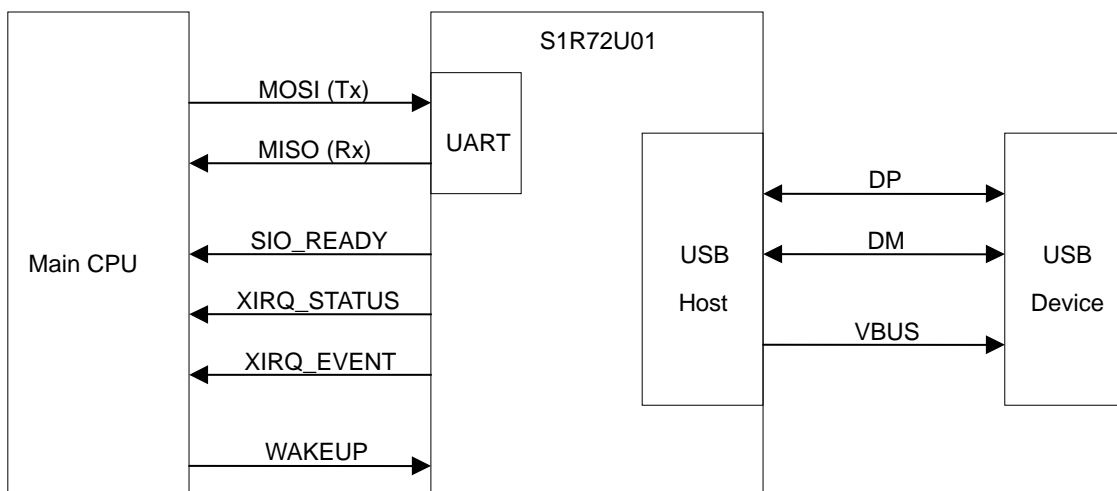 S1R72U01
MOSI (Tx)
MISO (Rx)
UART
SIO_READY
XIRQ_STATUS
XIRQ_EVENT
WAKEUP
Main CPU
DP
DM
VBUS
USB
Host
USB
Device